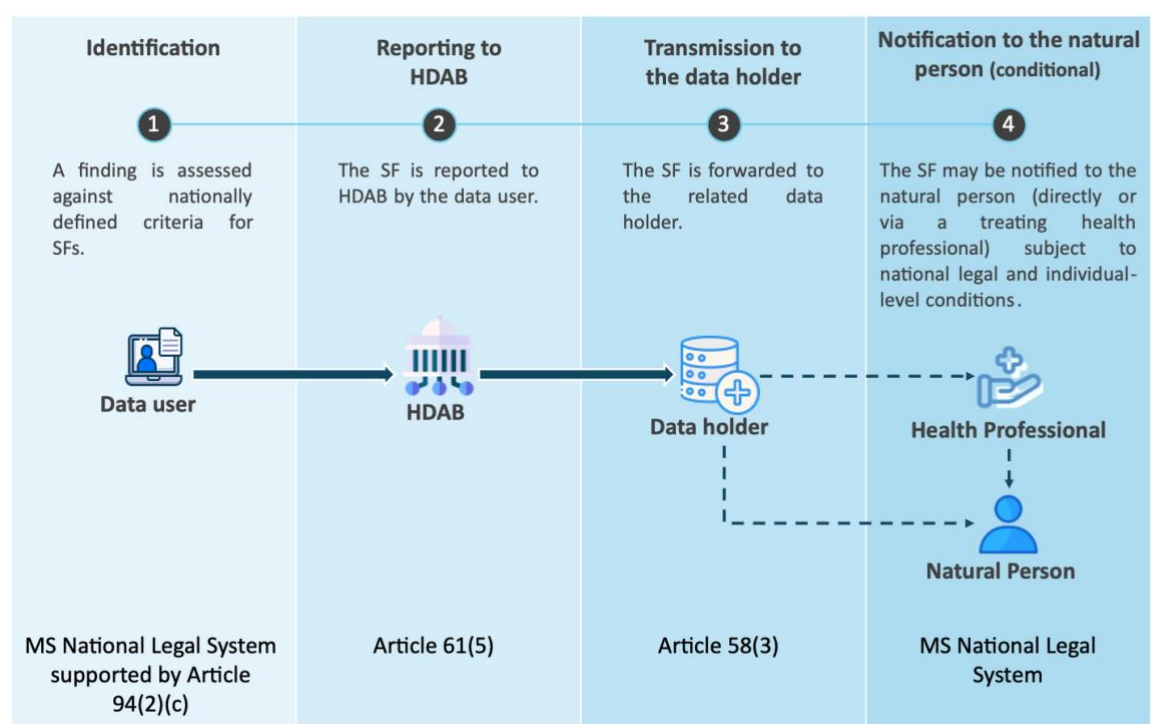 Identification
1
A finding is assessed
against nationally
defined criteria for
SFs.
Data user
MS National Legal System
supported by Article
94(2)(c)
Reporting to
HDAB
2
The SF is reported to
HDAB by the data user.
HDAB
Article 61(5)
Transmission to
the data holder
3
The SF is forwarded to
the related data
holder.
Data holder
Article 58(3)
Notification to the natural
person (conditional)
4
The SF may be notified to the
natural person (directly or
via a treating health
professional) subject to
national legal and individual-
level conditions.
Health Professional
Natural Person
MS National Legal
System